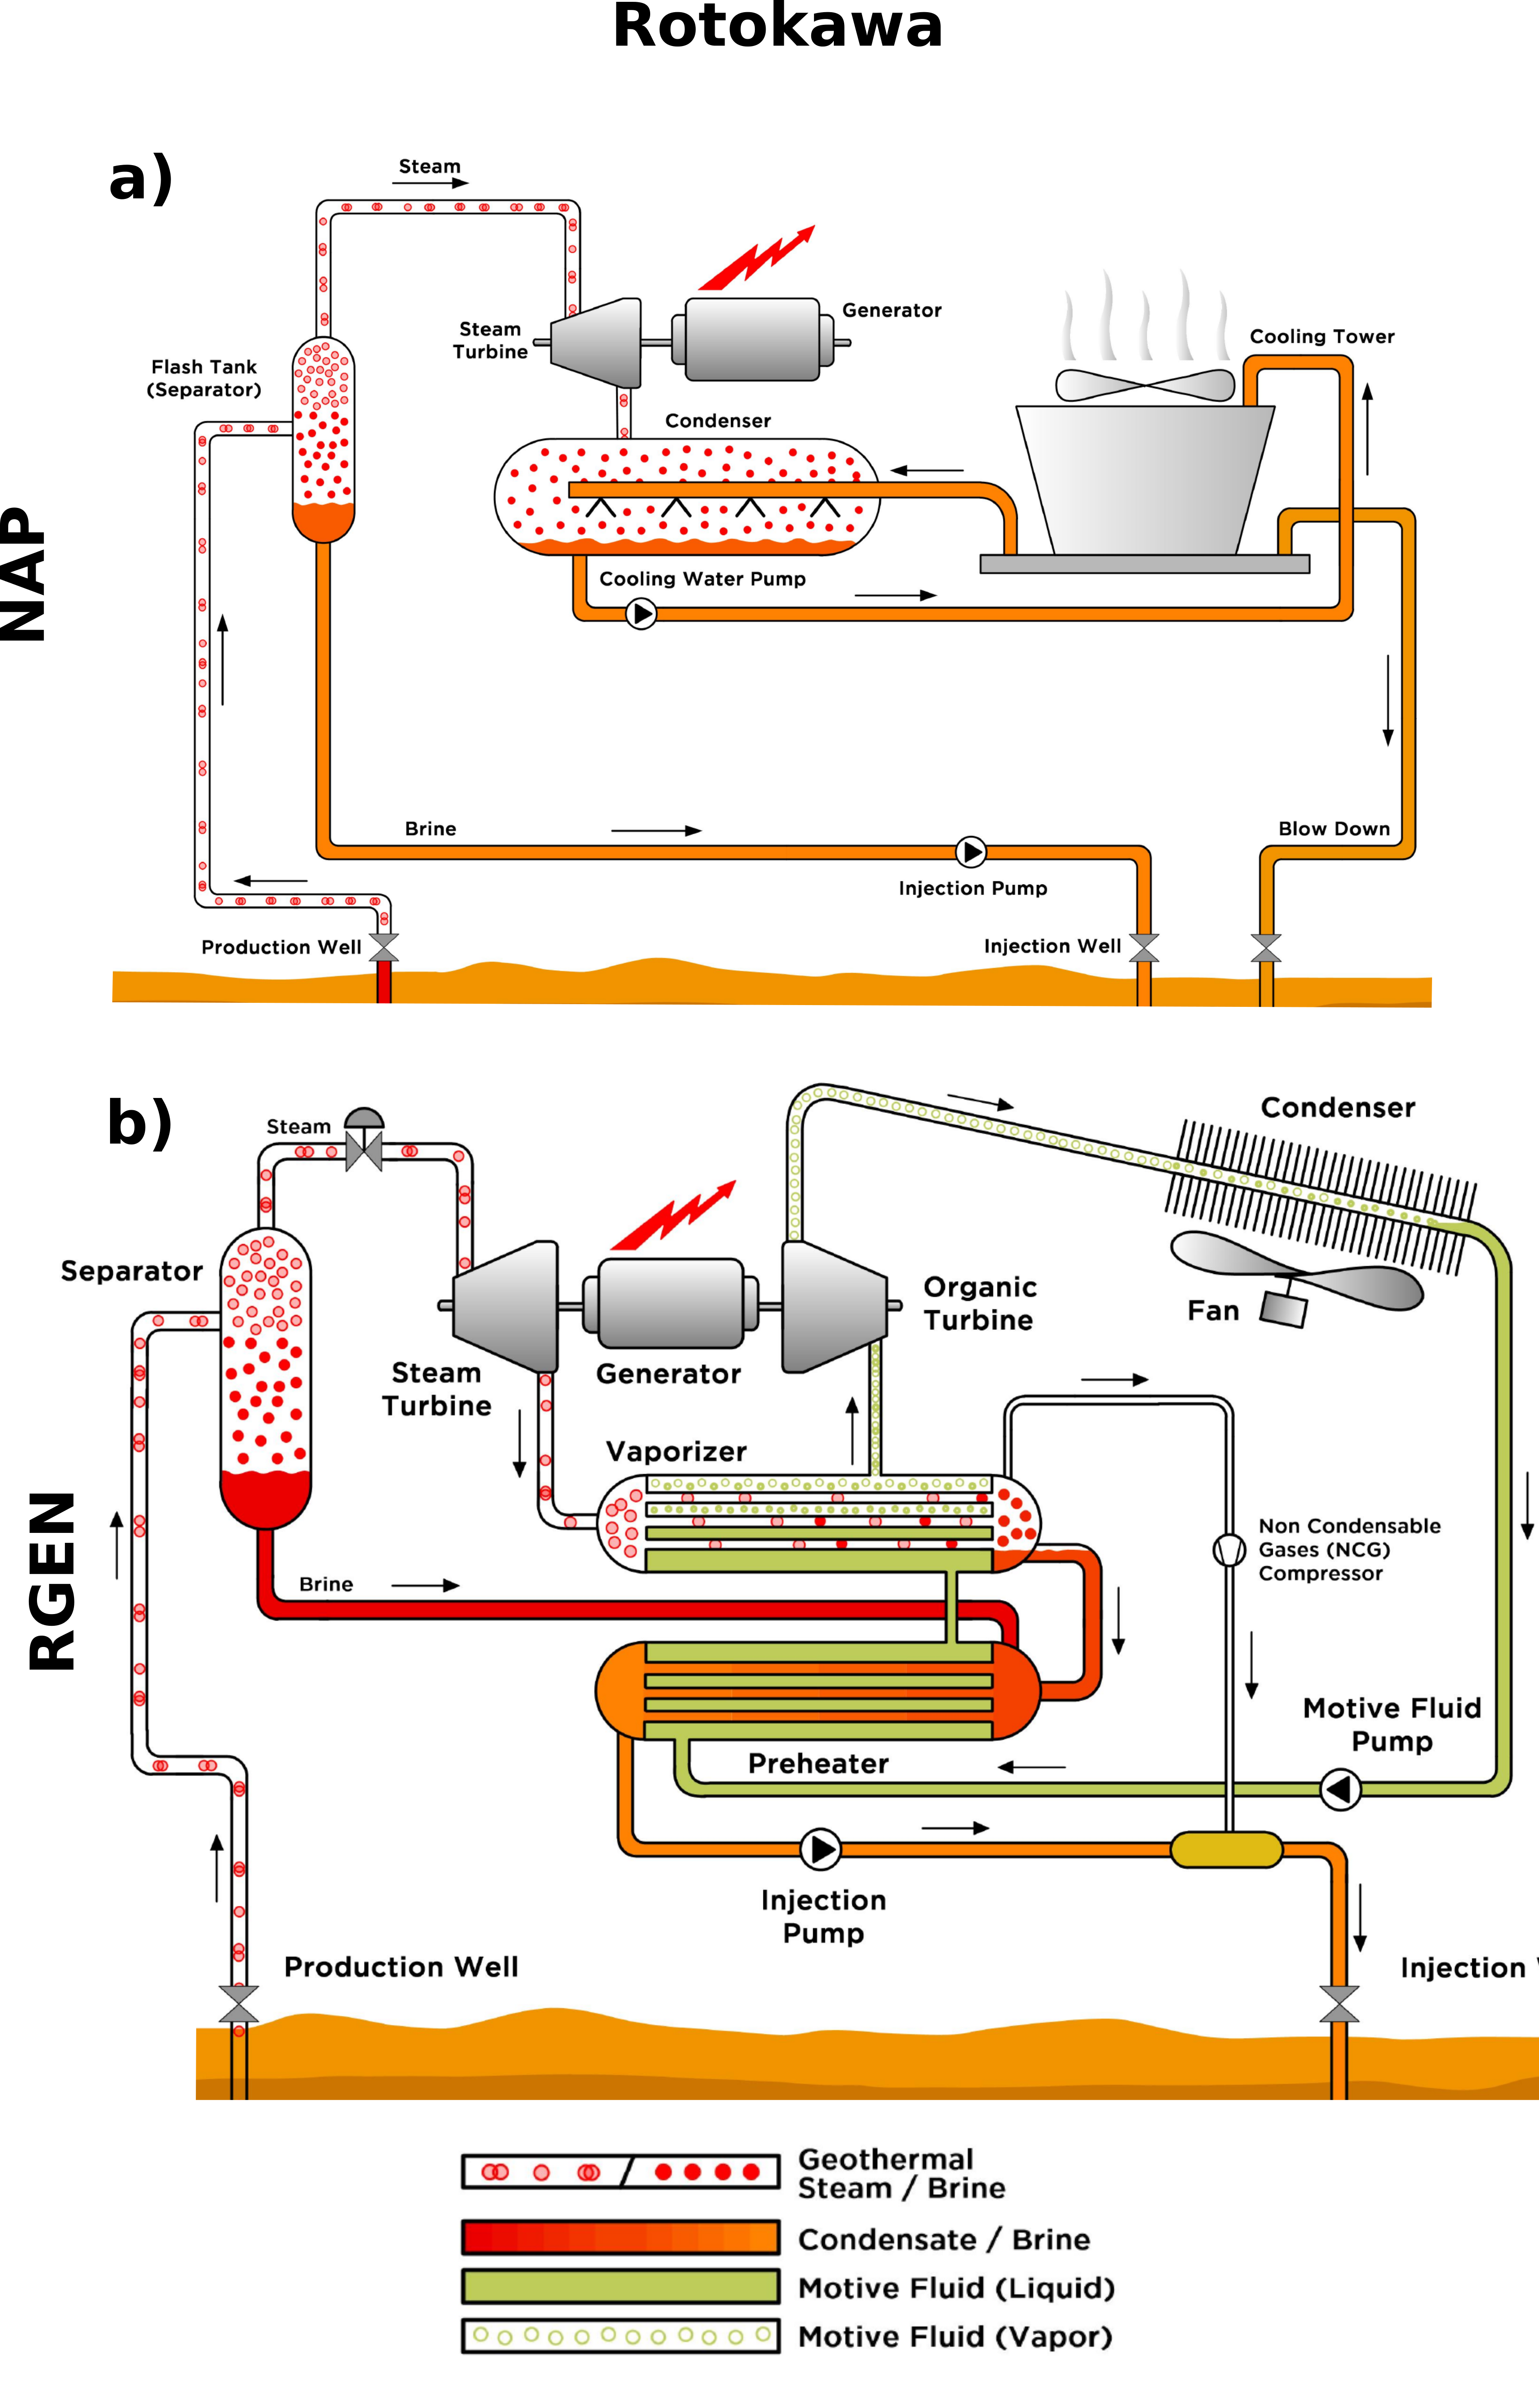 Rotokawa
NAP
a)
Steam
Steam
Turbine
Generator
Cooling Tower
Flash Tank
(Separator)
Condenser
Cooling Water Pump
Brine
Blow Down
Injection Pump
Production Well
Injection Well
RGEN
b)
Steam
Condenser
Separator
Organic
Turbine
Fan
Steam
Turbine
Generator
Vaporizer
Non Condensable
Gases (NCG)
Compressor
Brine
Motive Fluid
Pump
Preheater
Injection
Pump
Production Well
Injection
Geothermal
Steam / Brine
Condensate / Brine
Motive Fluid (Liquid)
Motive Fluid (Vapor)